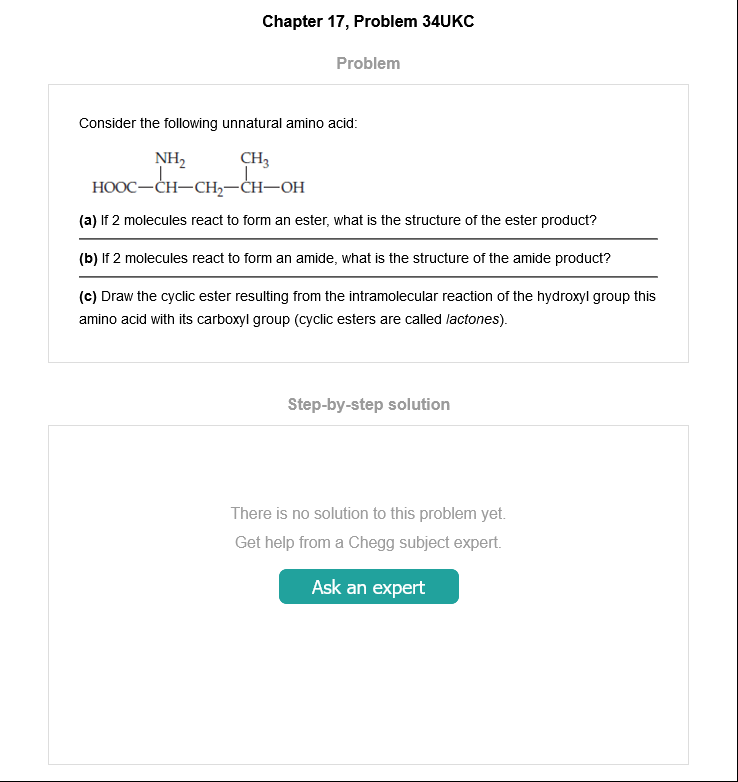 Chapter 17, Problem 34UKC
Problem
Consider the following unnatural amino acid:
NH₂ CH₃
HOOC—CH—CH₂—CH—OH
(a) If 2 molecules react to form an ester, what is the structure of the ester product?
(b) If 2 molecules react to form an amide, what is the structure of the amide product?
(c) Draw the cyclic ester resulting from the intramolecular reaction of the hydroxyl group this
amino acid with its carboxyl group (cyclic esters are called lactones).
Step-by-step solution
There is no solution to this problem yet.
Get help from a Chegg subject expert.
Ask an expert